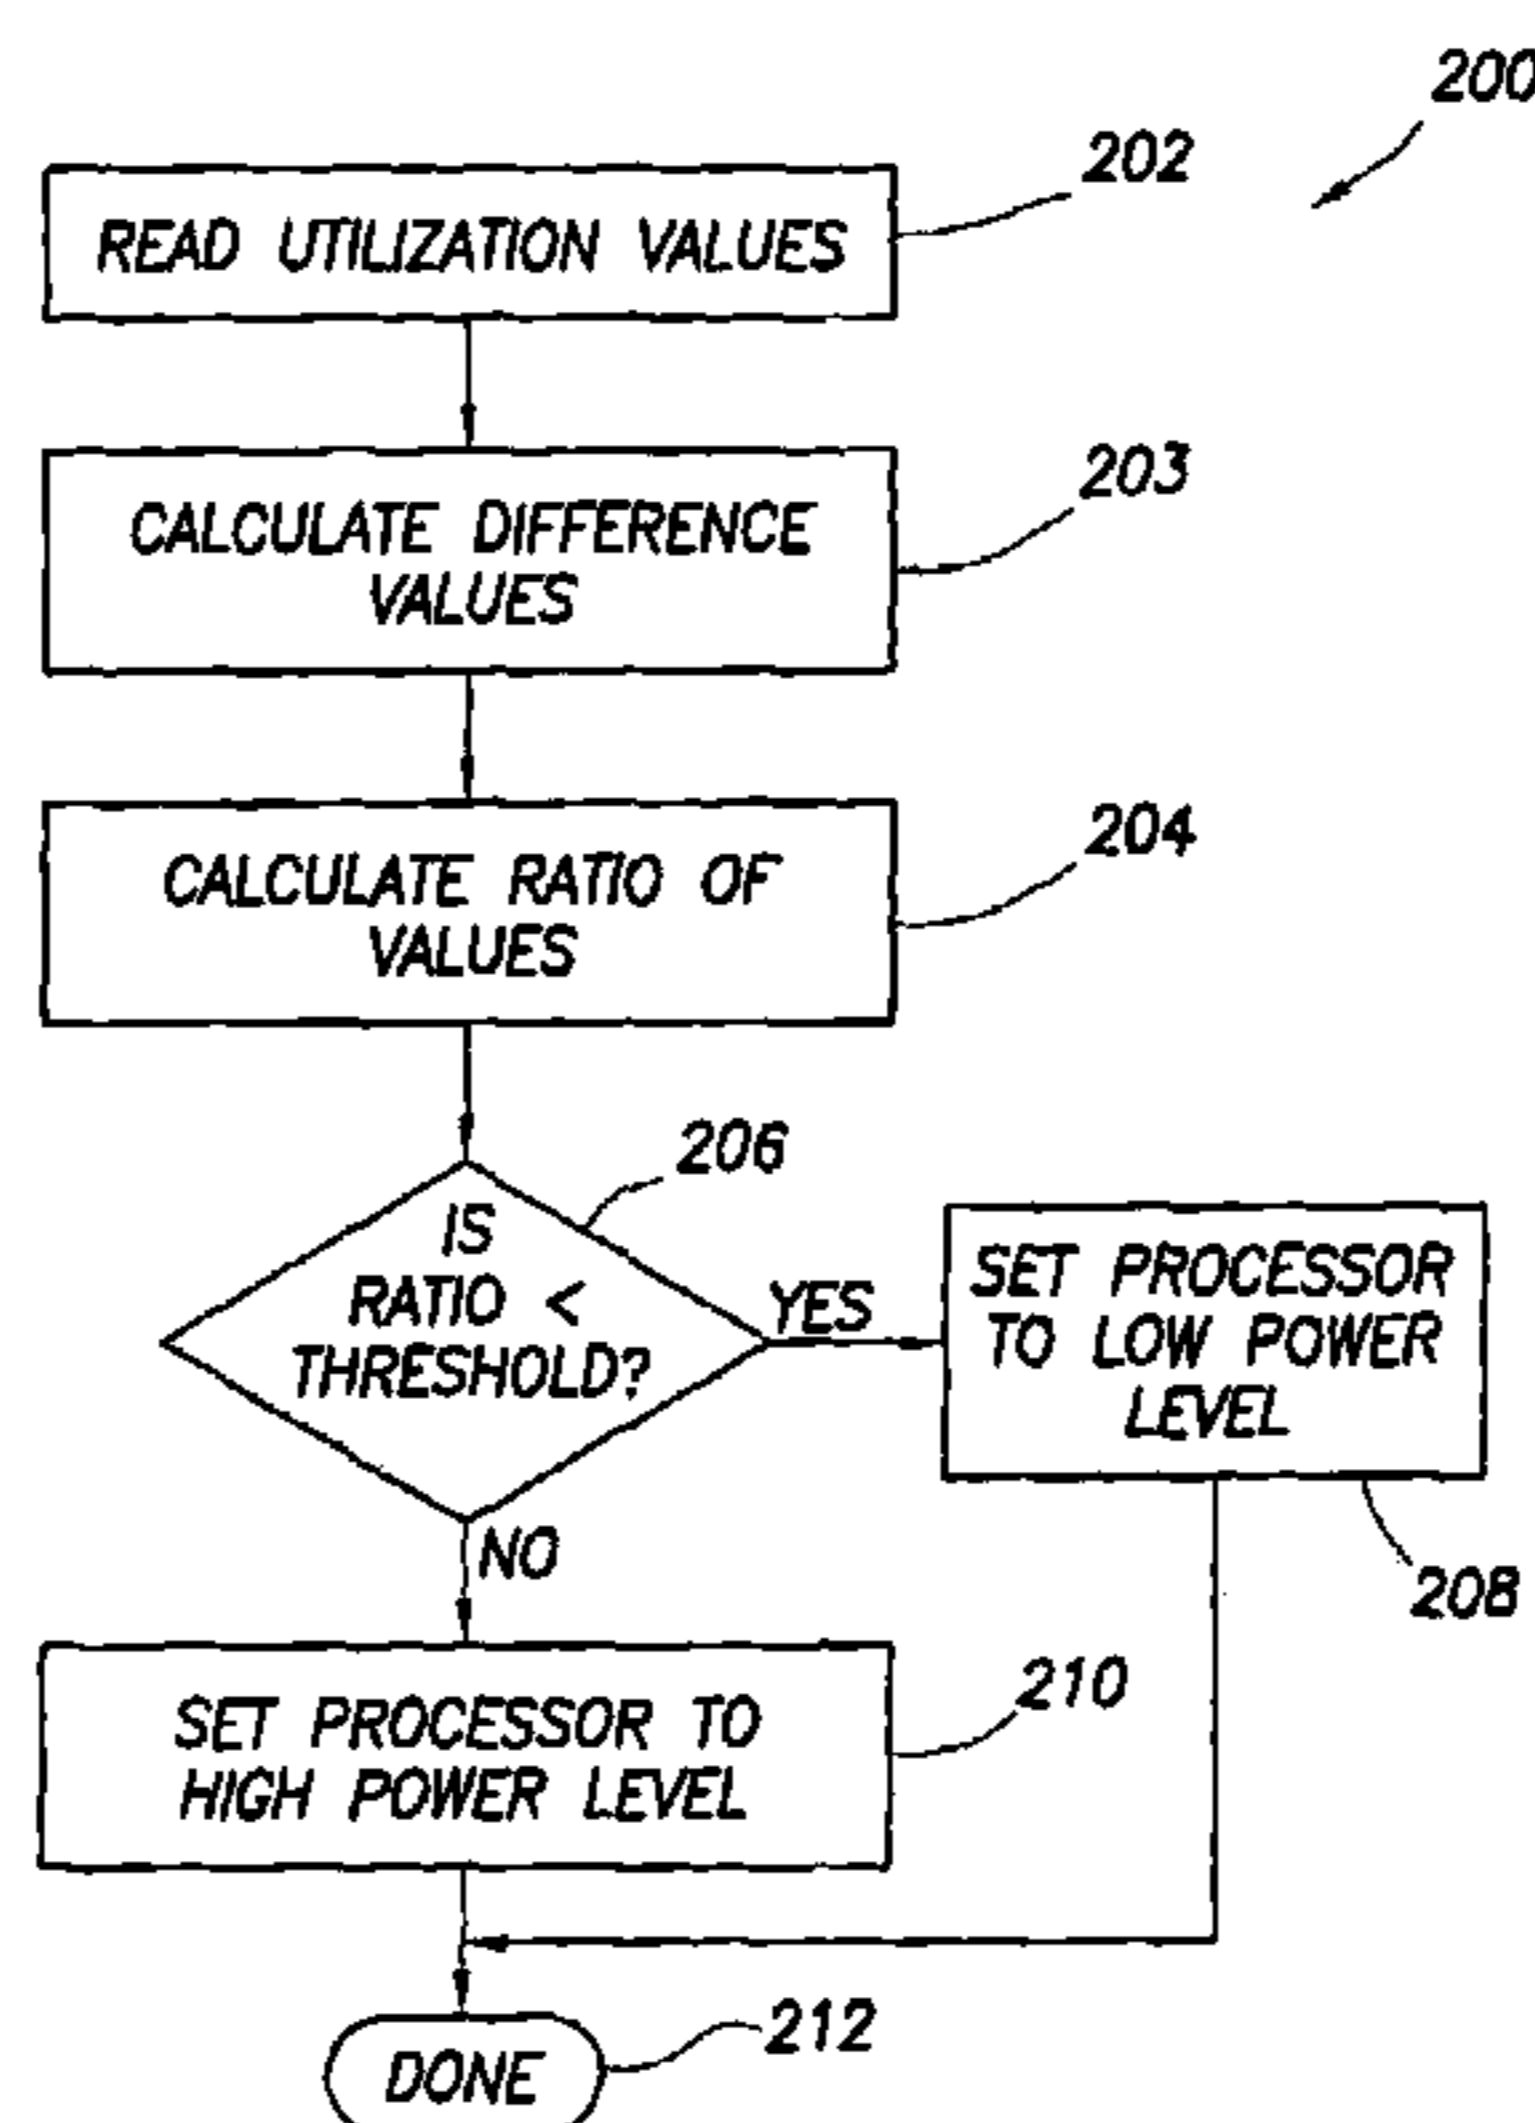 200
202
READ UTILIZATION VALUES
203
CALCULATE DIFFERENCE
VALUES
204
CALCULATE RATIO OF
VALUES
206
IS
RATIO <
THRESHOLD?
YES
SET PROCESSOR
TO LOW POWER
LEVEL
208
NO
210
SET PROCESSOR TO
HIGH POWER LEVEL
212
DONE